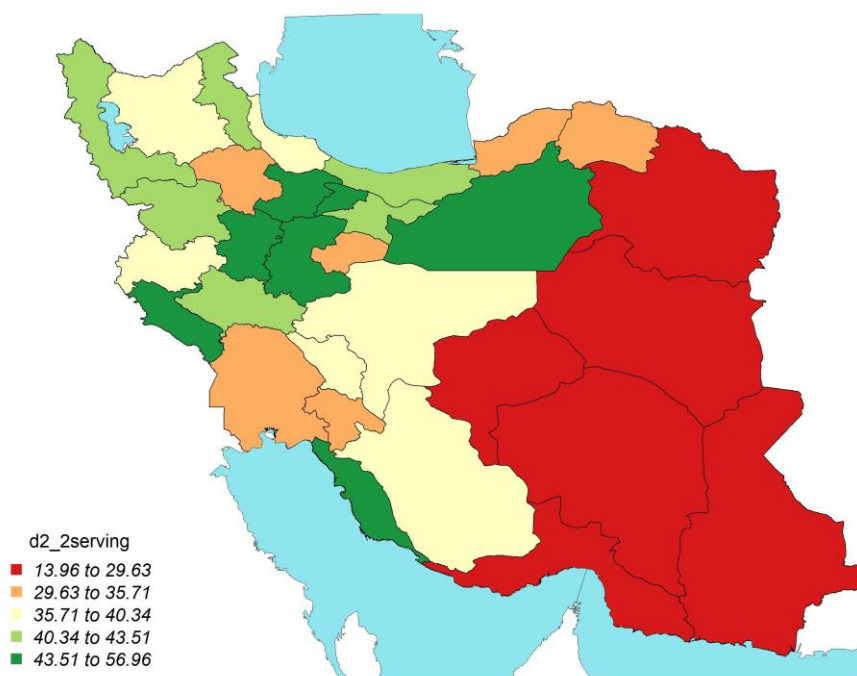 d2_2serving
13.96 to 29.63
29.63 to 35.71
35.71 to 40.34
40.34 to 43.51
43.51 to 56.96